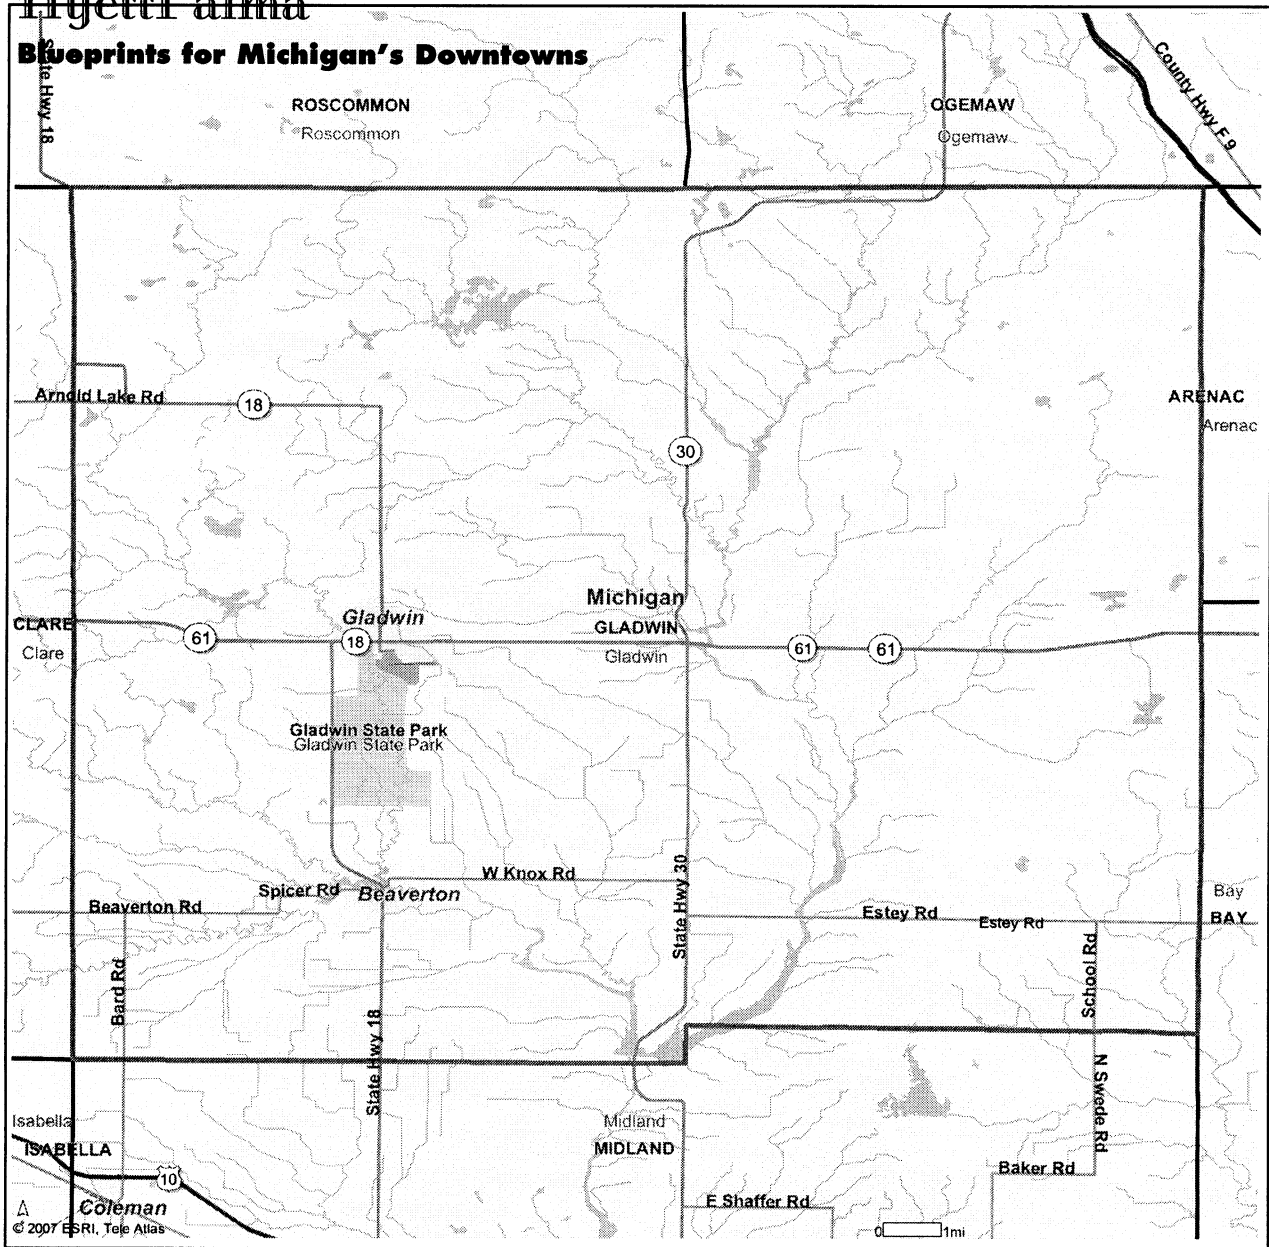 HyettPalma
Blueprints for Michigan's Downtowns
State Hwy 18
County Hwy F 9
ROSCOMMON
Roscommon
OGEMAW
Ogemaw
Arnold Lake Rd
18
30
ARENAC
Arenac
Michigan
GLADWIN
Gladwin
Gladwin
CLARE
Clare
61
18
61
61
Gladwin State Park
Gladwin State Park
State Hwy 30
W Knox Rd
Spicer Rd
Beaverton
Beaverton Rd
Estey Rd
Estey Rd
Bay
BAY
Bard Rd
School Rd
State Hwy 18
N Swede Rd
Isabella
ISABELLA
Midland
MIDLAND
10
Baker Rd
Coleman
E Shaffer Rd
© 2007 ESRI, Tele Atlas
0 1mi